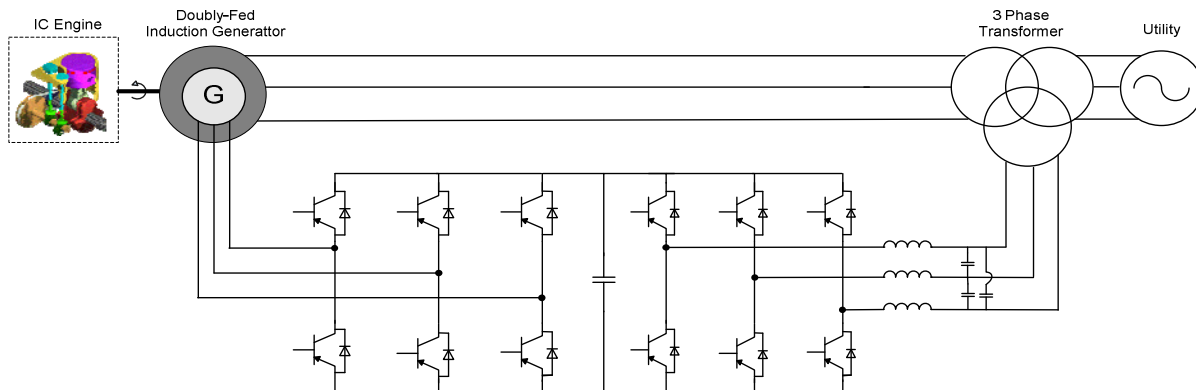 IC Engine
Doubly-Fed
Induction Generattor
3 Phase
Transformer
Utility
G